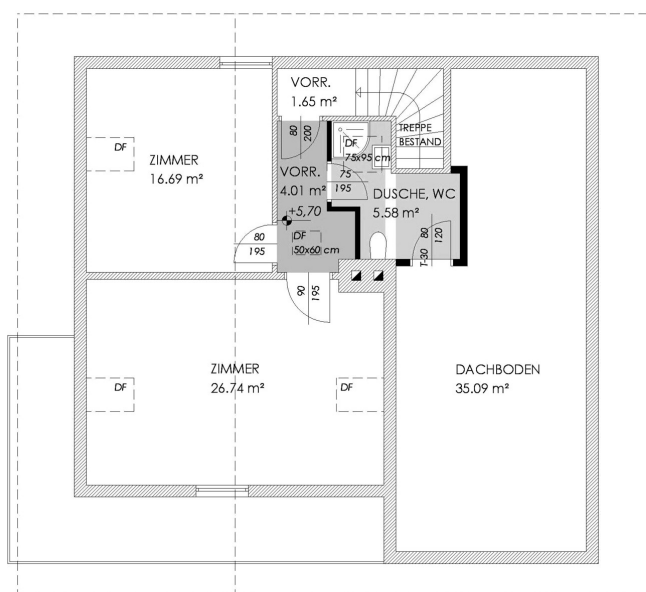 VORR.
1.65 m²
80
200
TREPPE
BESTAND
DF
75x95 cm
DF
ZIMMER
16.69 m²
VORR.
4.01 m²
75
195
DUSCHE, WC
5.58 m²
+5,70
DF
50x60 cm
80
195
T-30
80
120
90
195
ZIMMER
26.74 m²
DF
DF
DACHBODEN
35.09 m²